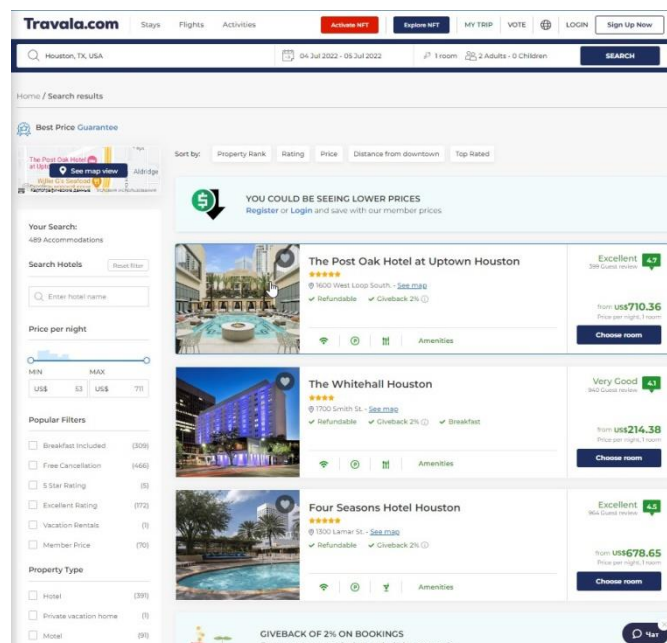 Travala.com
Stays
Flights
Activities
Activate NFT
Explore NFT
MY TRIP
VOTE
LOGIN
Sign Up Now
Houston, TX, USA
04 Jul 2022 - 05 Jul 2022
1 room
2 Adults - 0 Children
SEARCH
Home / Search results
Best Price Guarantee
The Post Oak Hotel
at Upto
See map view
Aldridge
Sort by:
Property Rank
Rating
Price
Distance from downtown
Top Rated
YOU COULD BE SEEING LOWER PRICES
Register or Login and save with our member prices
Your Search:
489 Accommodations
Search Hotels
Reset filter
Enter hotel name
Price per night
MIN
MAX
US$
63
US$
711
Popular Filters
Breakfast Included (309)
Free Cancellation (466)
5 Star Rating (5)
Excellent Rating (172)
Vacation Rentals (1)
Member Price (70)
Property Type
Hotel (391)
Private vacation home (1)
Motel (91)
The Post Oak Hotel at Uptown Houston
1600 West Loop South. - See map
Refundable
Giveback 2%
Amenities
Excellent 4.7
399 Guest review
from US$710.36
Price per night, 1 room
Choose room
The Whitehall Houston
1700 Smith St. - See map
Refundable
Giveback 2%
Breakfast
Amenities
Very Good 4.1
940 Guest review
from US$214.38
Price per night, 1 room
Choose room
Four Seasons Hotel Houston
1300 Lamar St. - See map
Refundable
Giveback 2%
Amenities
Excellent 4.5
964 Guest review
from US$678.65
Price per night, 1 room
Choose room
GIVEBACK OF 2% ON BOOKINGS
Чат